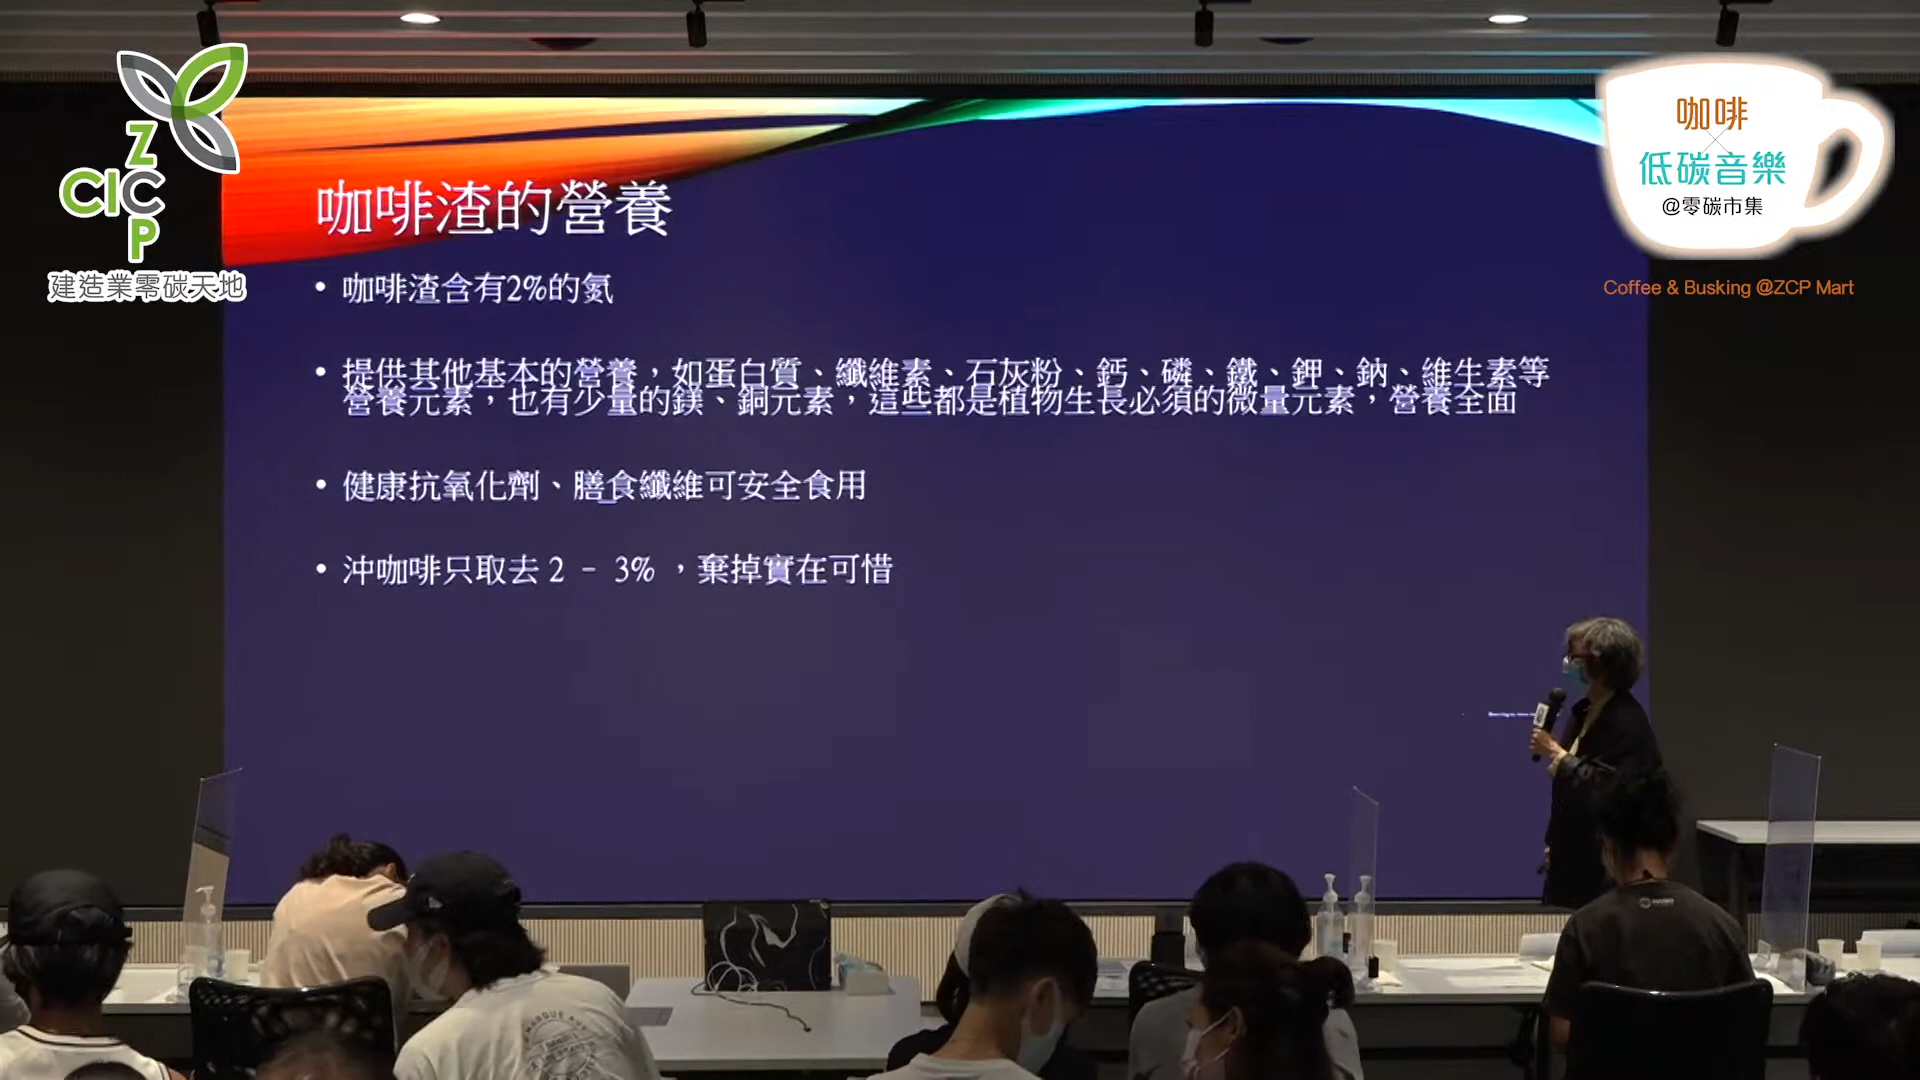 Z
CIC
P
建造業零碳天地
咖啡
×
低碳音樂
@零碳市集
Coffee & Busking @ZCP Mart
咖啡渣的營養
• 咖啡渣含有2%的氮
• 提供其他基本的營養，如蛋白質、纖維素、石灰粉、鈣、磷、鐵、鉀、鈉、維生素等
營養元素，也有少量的鎂、銅元素，這些都是植物生長必須的微量元素，營養全面
• 健康抗氧化劑、膳食纖維可安全食用
• 沖咖啡只取去 2 – 3% ，棄掉實在可惜